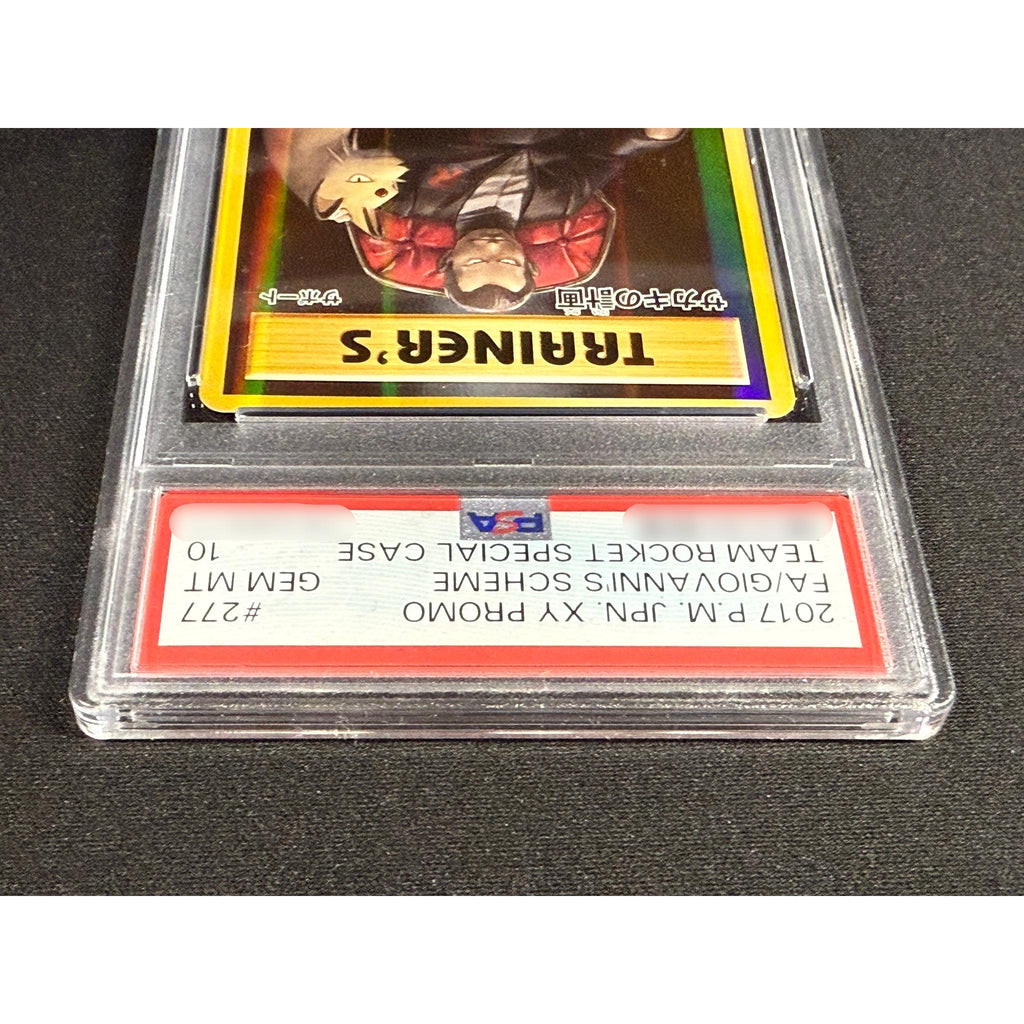 2017 P.M. JPN. XY PROMO #277
FA/GIOVANNI'S SCHEME GEM MT
TEAM ROCKET SPECIAL CASE 10
PSA
TRAINER'S
サカキの計画 サポート